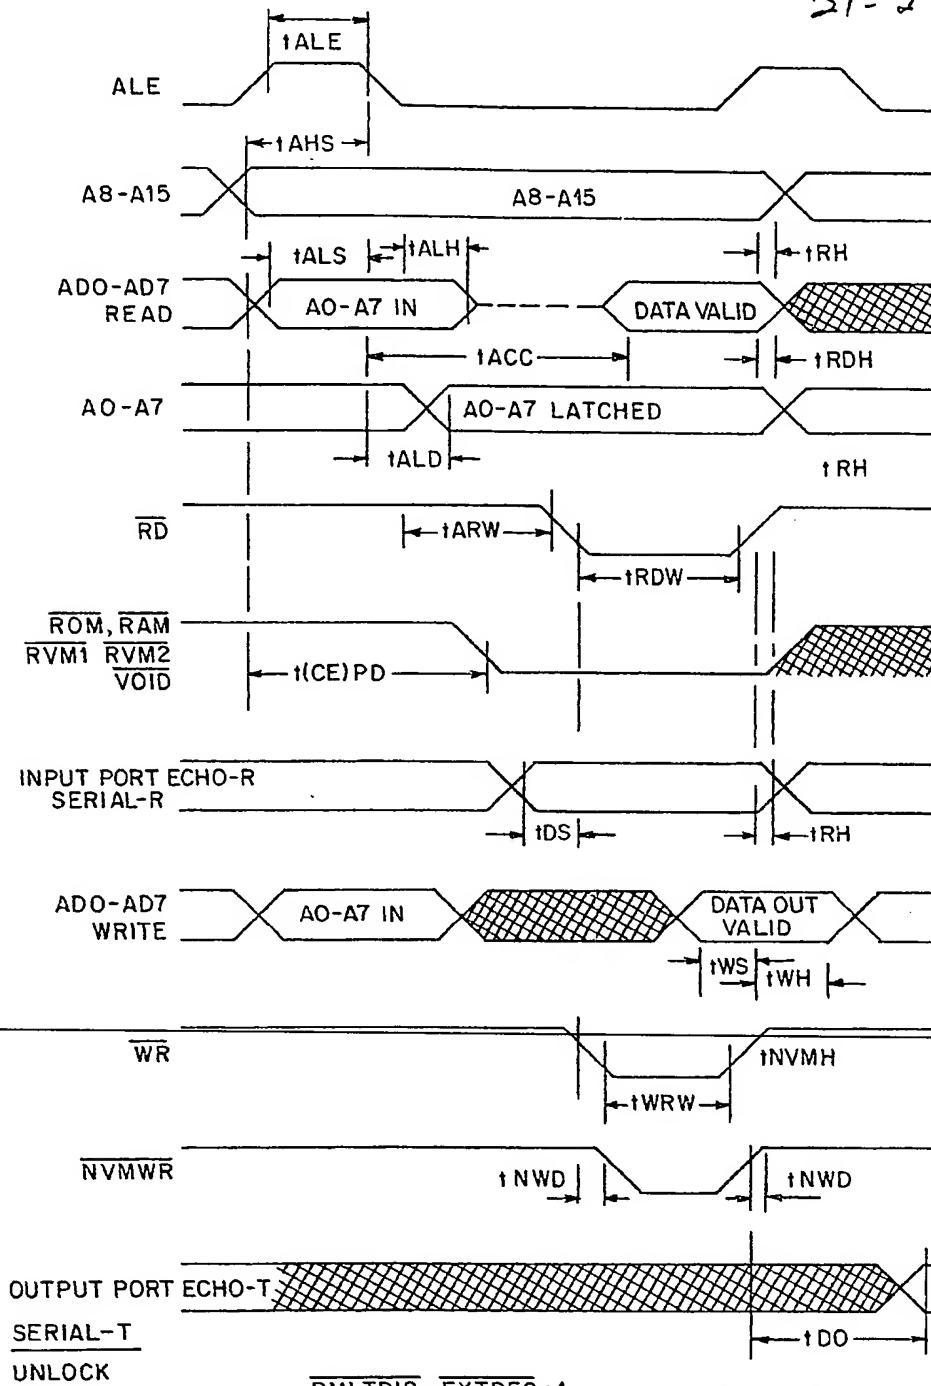 21-2
tALE
ALE
tAHS
A8-A15
A8-A15
tALS
tALH
tRH
AD0-AD7
READ
A0-A7 IN
DATA VALID
tACC
tRDH
A0-A7
A0-A7 LATCHED
tALD
tRH
RD
tARW
tRDW
ROM, RAM
RVM1 RVM2
VOID
t(CE)PD
INPUT PORT ECHO-R
SERIAL-R
tDS
tRH
AD0-AD7
WRITE
A0-A7 IN
DATA OUT
VALID
tWS
tWH
WR
tNVMH
tWRW
NVMWR
tNWD
tNWD
OUTPUT PORT ECHO-T
SERIAL-T
tDO
UNLOCK